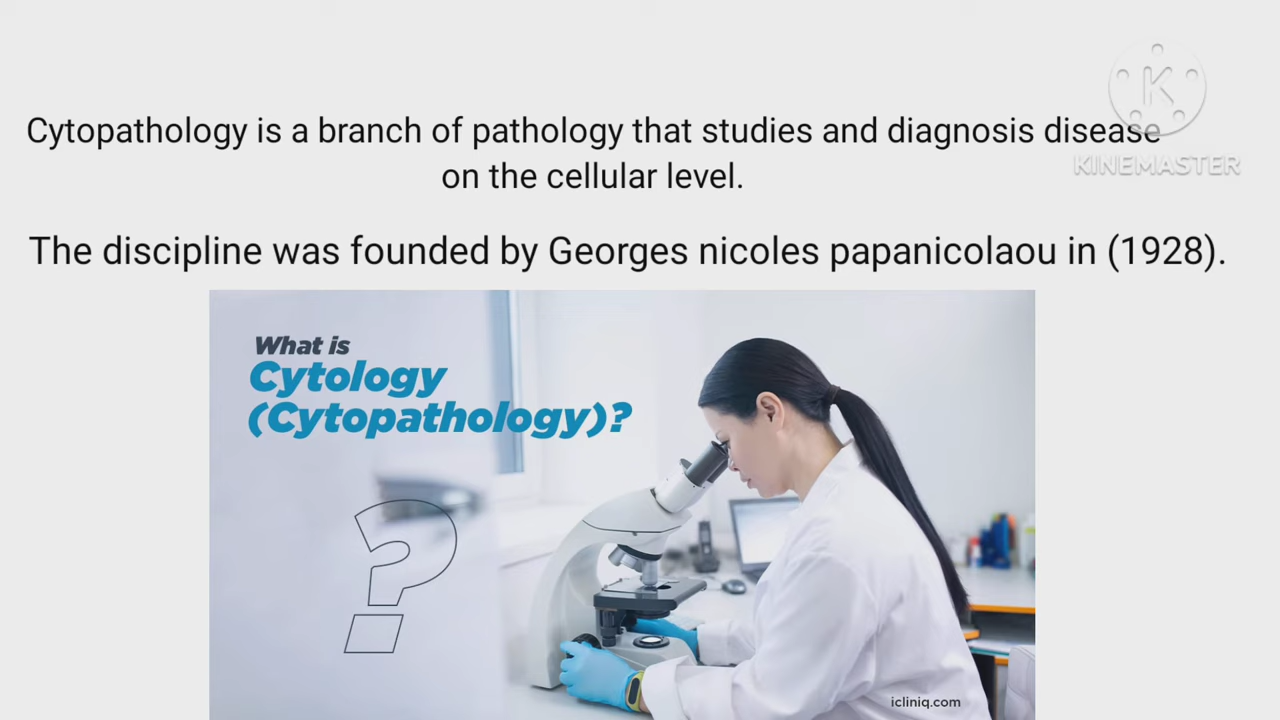 Cytopathology is a branch of pathology that studies and diagnosis disease
on the cellular level.
KINEMASTER
The discipline was founded by Georges nicoles papanicolaou in (1928).
What is
Cytology
(Cytopathology)?
icliniq.com